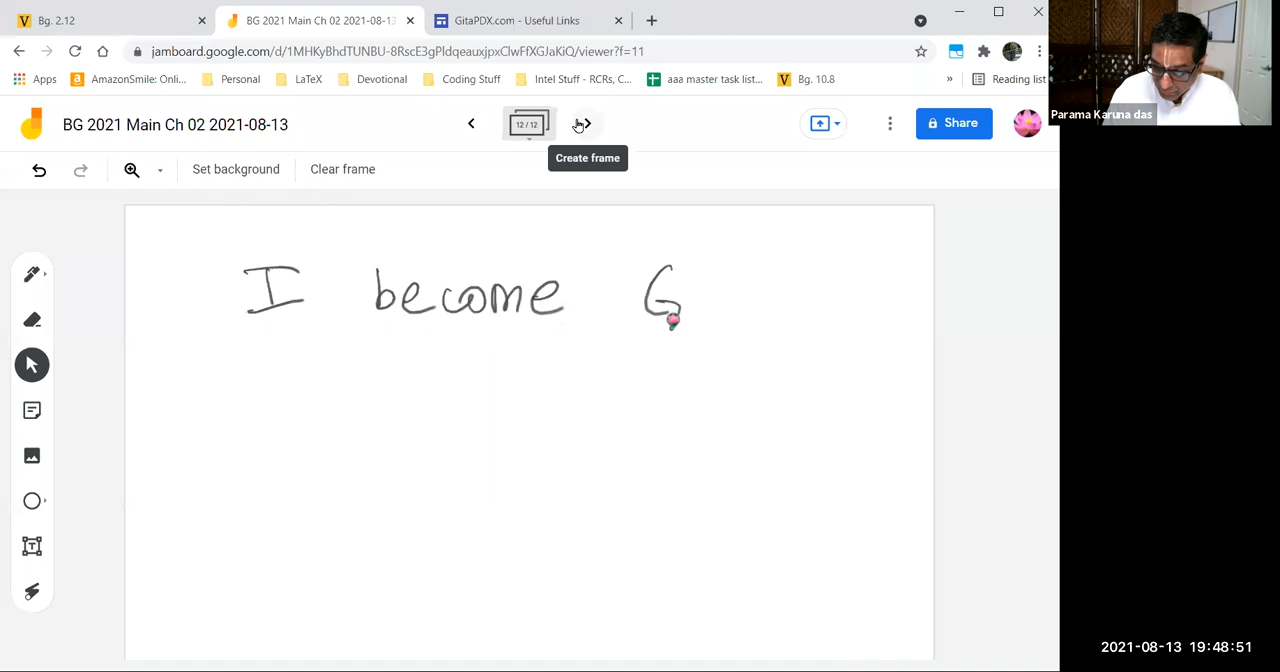 Bg. 2.12
BG 2021 Main Ch 02 2021-08-13
GitaPDX.com - Useful Links
jamboard.google.com/d/1MHKyBhdTUNBU-8RscE3gPldqeauxjpxClwFfXGJaKiQ/viewer?f=11
Apps
AmazonSmile: Onli...
Personal
LaTeX
Devotional
Coding Stuff
Intel Stuff - RCRs, C...
aaa master task list...
Bg. 10.8
»
Reading list
Parama Karuna das
BG 2021 Main Ch 02 2021-08-13
12 / 12
Share
Create frame
Set background
Clear frame
I become G
2021-08-13 19:48:51